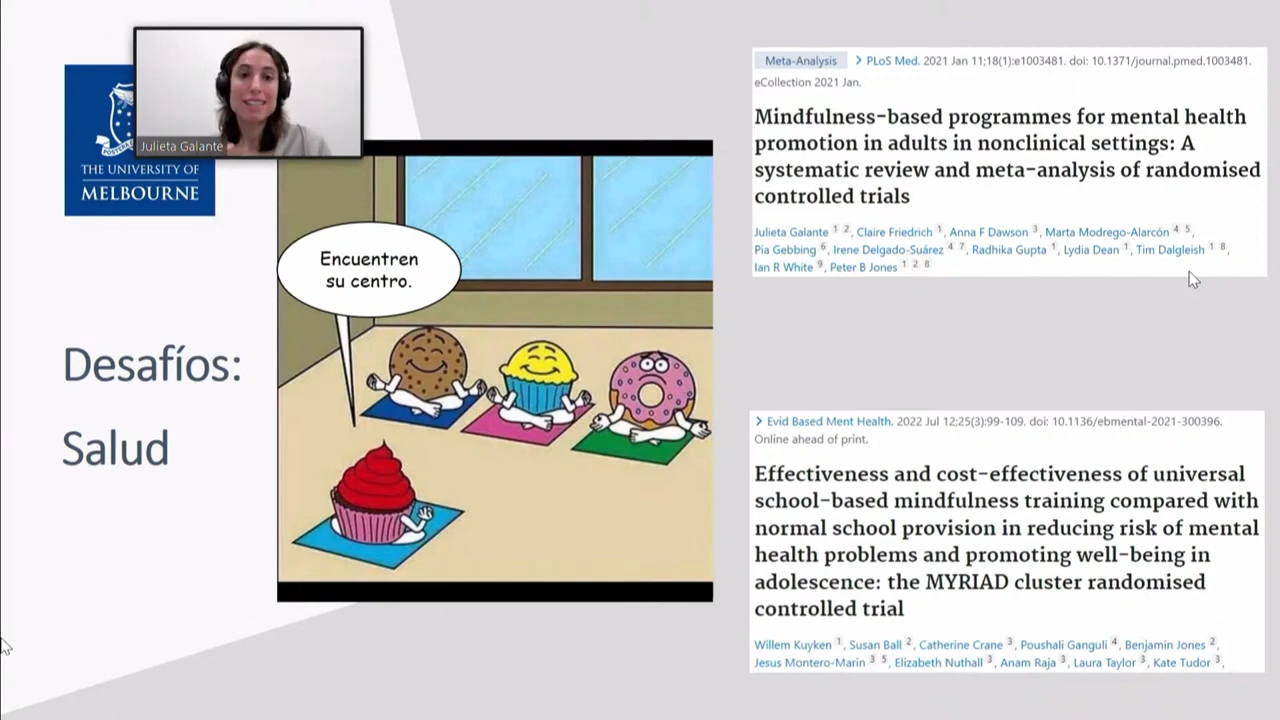 Julieta Galante
THE UNIVERSITY OF
MELBOURNE
Desafíos:
Salud
Encuentren
su centro.
Meta-Analysis > PLoS Med. 2021 Jan 11;18(1):e1003481. doi: 10.1371/journal.pmed.1003481.
eCollection 2021 Jan.
Mindfulness-based programmes for mental health
promotion in adults in nonclinical settings: A
systematic review and meta-analysis of randomised
controlled trials
Julieta Galante 1 2, Claire Friedrich 1, Anna F Dawson 3, Marta Modrego-Alarcón 4 5,
Pia Gebbing 6, Irene Delgado-Suárez 4 7, Radhika Gupta 1, Lydia Dean 1, Tim Dalgleish 1 8,
Ian R White 9, Peter B Jones 1 2 8
> Evid Based Ment Health. 2022 Jul 12;25(3):99-109. doi: 10.1136/ebmental-2021-300396.
Online ahead of print.
Effectiveness and cost-effectiveness of universal
school-based mindfulness training compared with
normal school provision in reducing risk of mental
health problems and promoting well-being in
adolescence: the MYRIAD cluster randomised
controlled trial
Willem Kuyken 1, Susan Ball 2, Catherine Crane 3, Poushali Ganguli 4, Benjamin Jones 2,
Jesus Montero-Marin 3 5, Elizabeth Nuthall 3, Anam Raja 3, Laura Taylor 3, Kate Tudor 3,